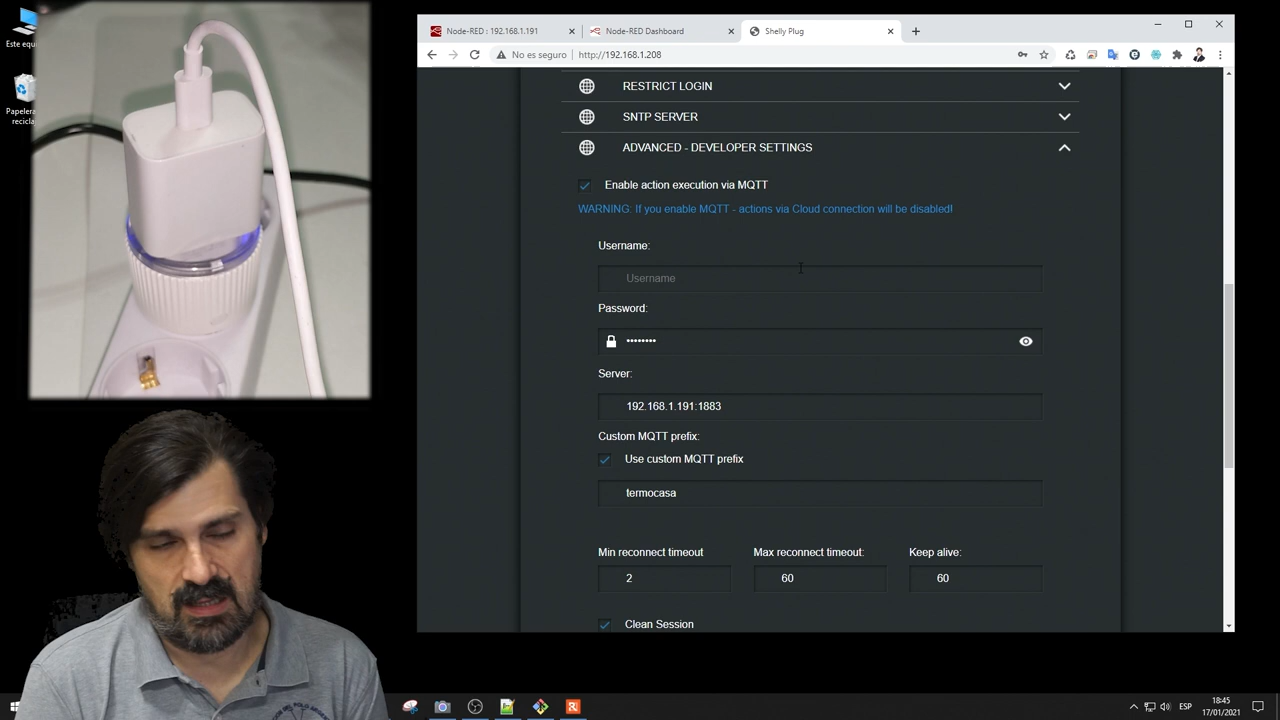 Este equ
Papelera
recicla
Node-RED : 192.168.1.191
Node-RED Dashboard
Shelly Plug
No es seguro
http://192.168.1.208
RESTRICT LOGIN
SNTP SERVER
ADVANCED - DEVELOPER SETTINGS
Enable action execution via MQTT
WARNING: If you enable MQTT - actions via Cloud connection will be disabled!
Username:
Username
Password:
••••••••
Server:
192.168.1.191:1883
Custom MQTT prefix:
Use custom MQTT prefix
termocasa
Min reconnect timeout Max reconnect timeout: Keep alive:
2 60 60
Clean Session
ESP
18:45
17/01/2021